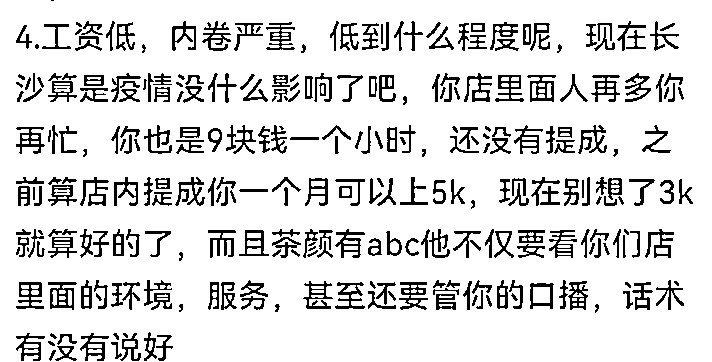 4.工资低，内卷严重，低到什么程度呢，现在长
沙算是疫情没什么影响了吧，你店里面人再多你
再忙，你也是9块钱一个小时，还没有提成，之
前算店内提成你一个月可以上5k，现在别想了3k
就算好的了，而且茶颜有abc他不仅要看你们店
里面的环境，服务，甚至还要管你的口播，话术
有没有说好